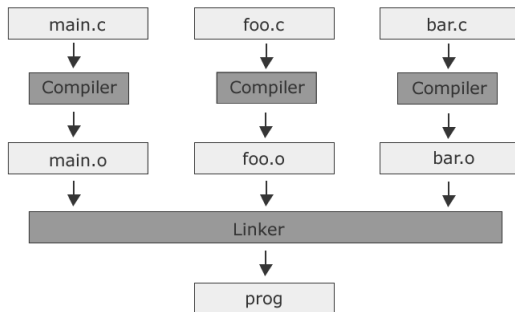 main.c
foo.c
bar.c
Compiler
Compiler
Compiler
main.o
foo.o
bar.o
Linker
prog